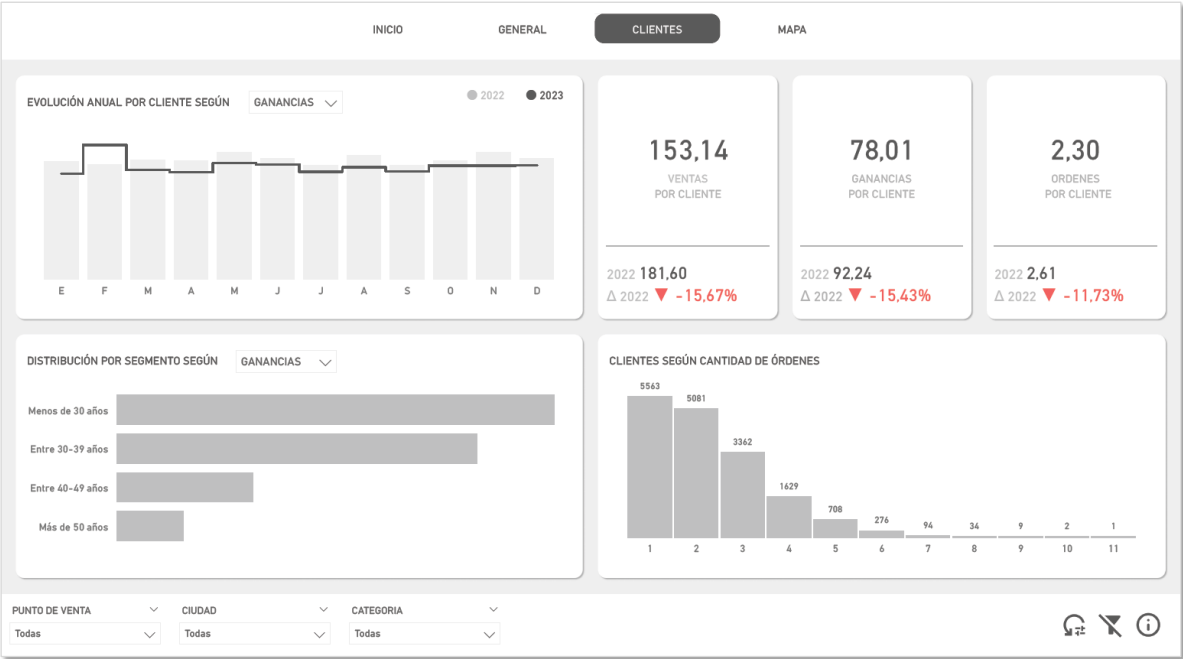 INICIO
GENERAL
CLIENTES
MAPA
EVOLUCIÓN ANUAL POR CLIENTE SEGÚN
GANANCIAS
2022
2023
E F M A M J J A S O N D
153,14
VENTAS
POR CLIENTE
2022 181,60
Δ 2022 ▼ -15,67%
78,01
GANANCIAS
POR CLIENTE
2022 92,24
Δ 2022 ▼ -15,43%
2,30
ORDENES
POR CLIENTE
2022 2,61
Δ 2022 ▼ -11,73%
DISTRIBUCIÓN POR SEGMENTO SEGÚN
GANANCIAS
Menos de 30 años
Entre 30-39 años
Entre 40-49 años
Más de 50 años
CLIENTES SEGÚN CANTIDAD DE ÓRDENES
5563 5081 3362 1629 708 276 94 34 9 2 1
1 2 3 4 5 6 7 8 9 10 11
PUNTO DE VENTA
Todas
CIUDAD
Todas
CATEGORIA
Todas